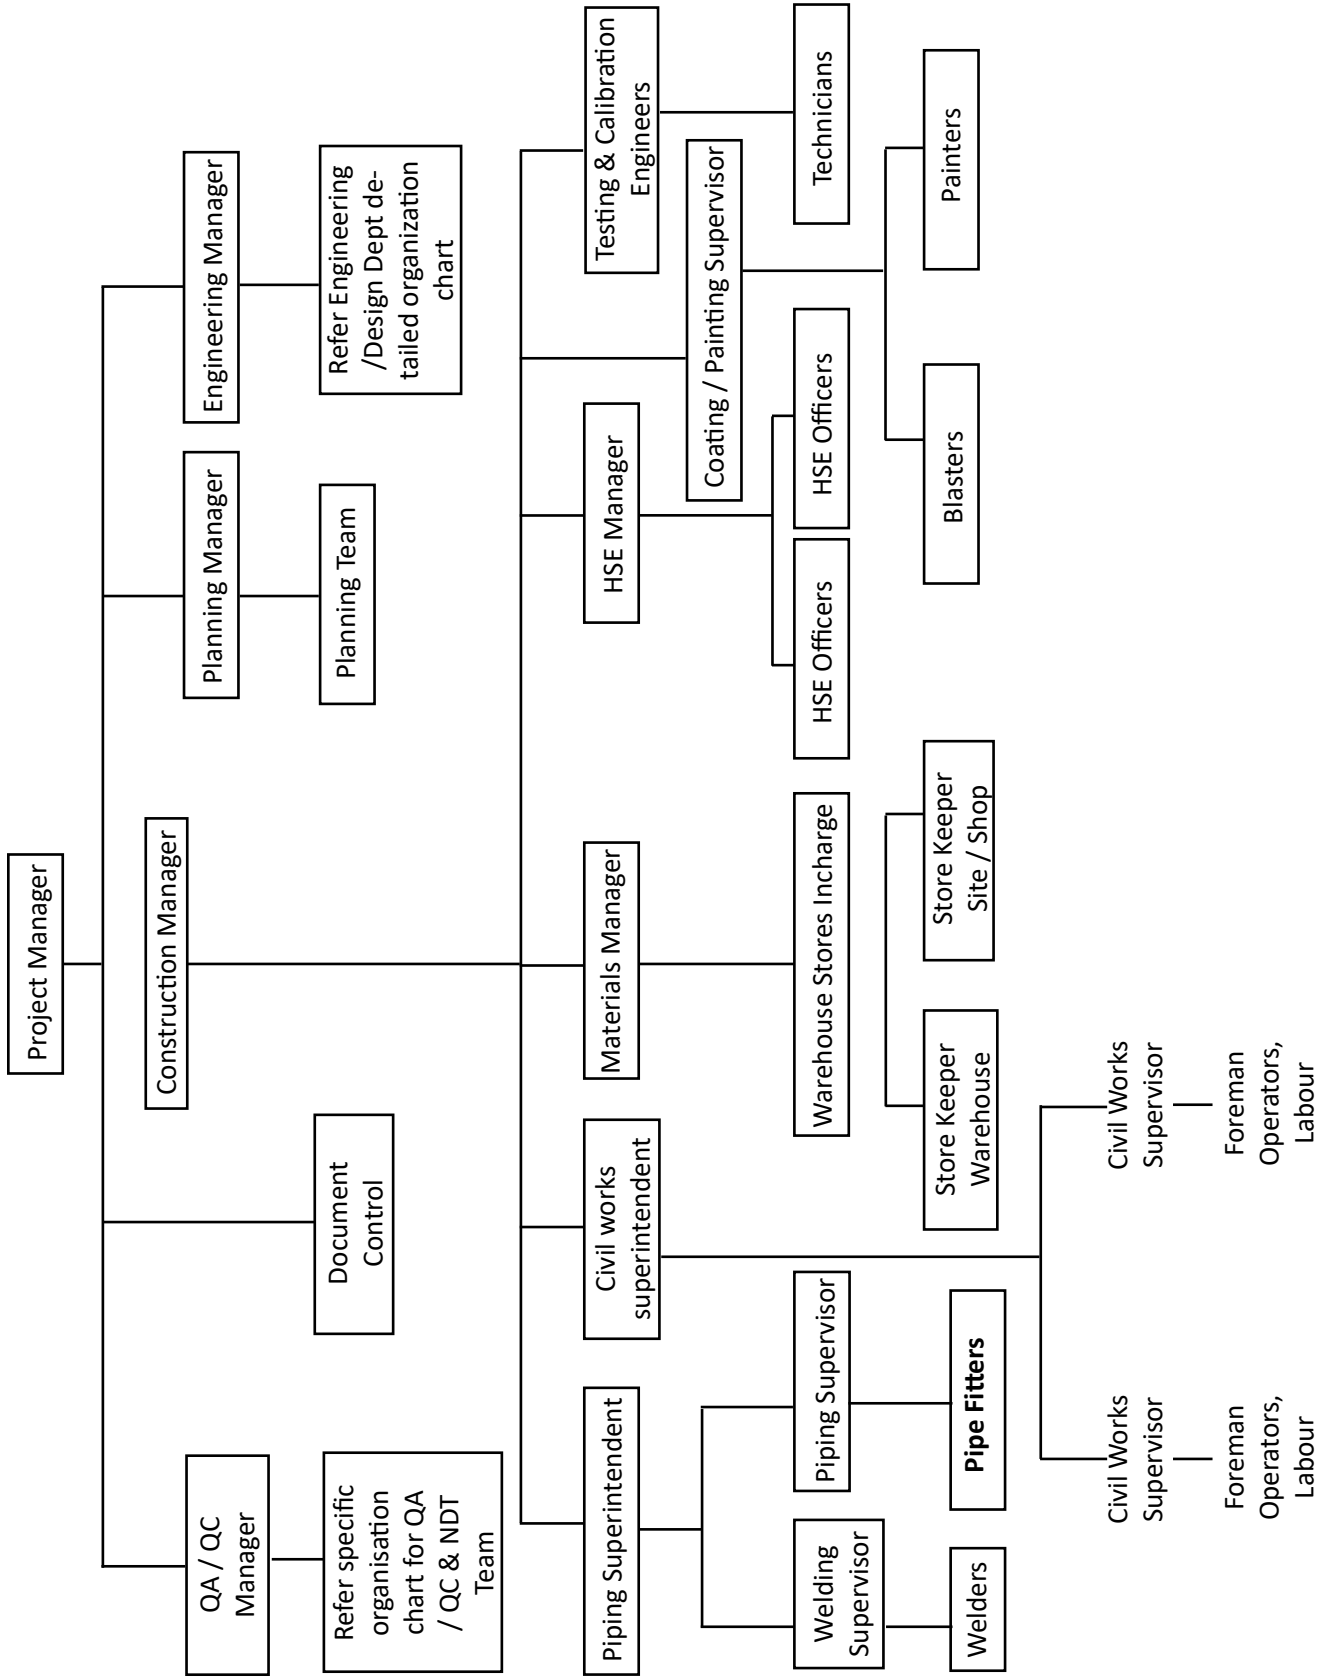 Project Manager
QA / QC
Manager
Document
Control
Construction Manager
Planning Manager
Engineering Manager
Refer specific
organisation
chart for QA
/ QC & NDT
Team
Planning Team
Refer Engineering
/Design Dept de-
tailed organization
chart
Piping Superintendent
Civil works
superintendent
Materials Manager
HSE Manager
Coating / Painting Supervisor
Testing & Calibration
Engineers
Welding
Supervisor
Piping Supervisor
Warehouse Stores Incharge
HSE Officers
HSE Officers
Technicians
Welders
Pipe Fitters
Store Keeper
Warehouse
Store Keeper
Site / Shop
Blasters
Painters
Civil Works
Supervisor
Civil Works
Supervisor
Foreman
Operators,
Labour
Foreman
Operators,
Labour